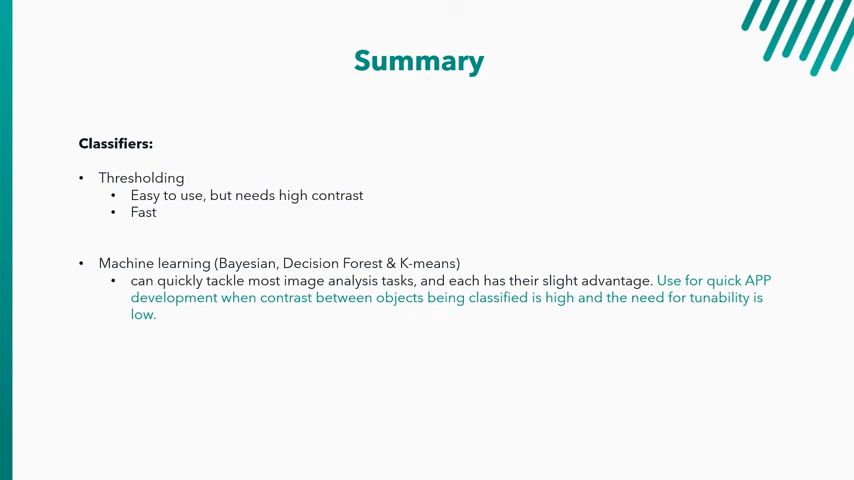 Summary
Classifiers:
• Thresholding
• Easy to use, but needs high contrast
• Fast
• Machine learning (Bayesian, Decision Forest & K-means)
• can quickly tackle most image analysis tasks, and each has their slight advantage. Use for quick APP
development when contrast between objects being classified is high and the need for tunability is
low.